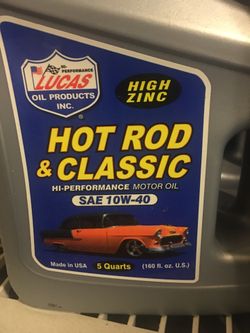 HI-PERFORMANCE
LUCAS
OIL PRODUCTS
INC.
HIGH
ZINC
HOT ROD
& CLASSIC
HI-PERFORMANCE MOTOR OIL
SAE 10W-40
Made in USA 5 Quarts (160 fl. oz. U.S.)